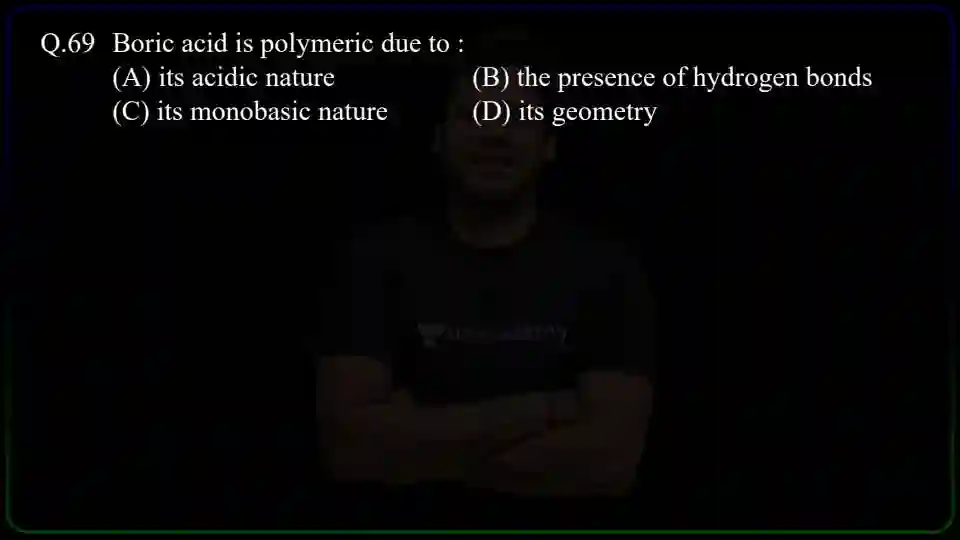 Q.69 Boric acid is polymeric due to :
(A) its acidic nature (B) the presence of hydrogen bonds
(C) its monobasic nature (D) its geometry